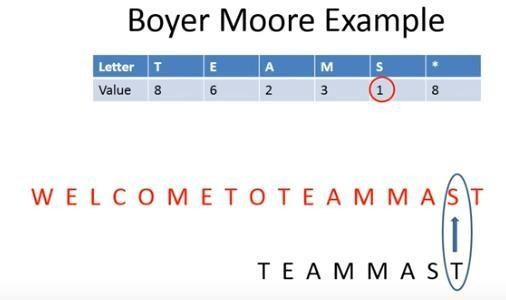 Boyer Moore Example
Letter T E A M S *
Value 8 6 2 3 1 8
W E L C O M E T O T E A M M A S T
T E A M M A S T